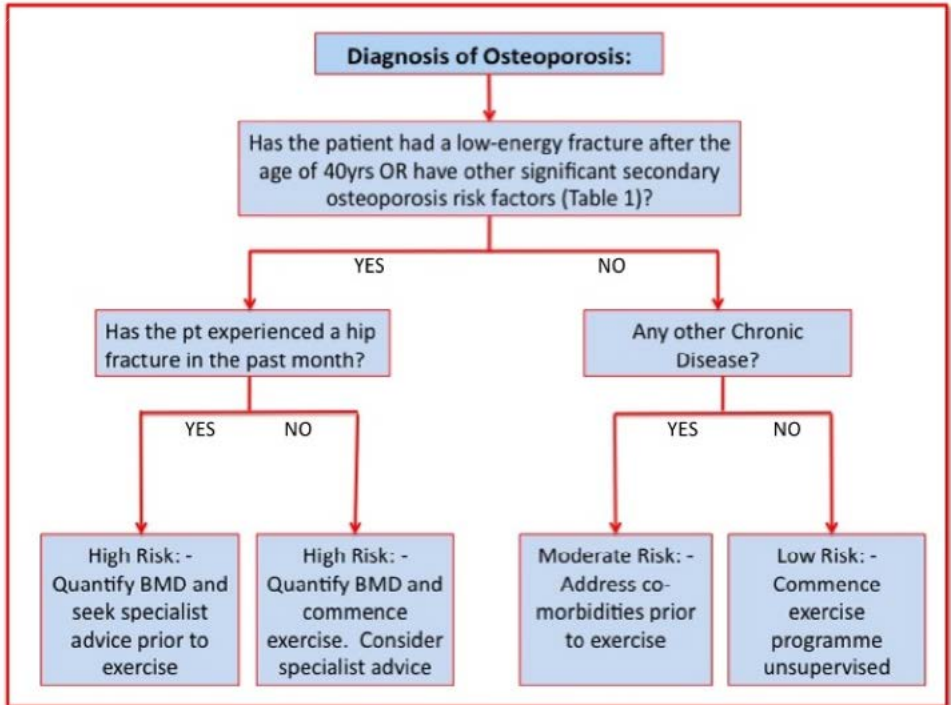 Diagnosis of Osteoporosis:
Has the patient had a low-energy fracture after the
age of 40yrs OR have other significant secondary
osteoporosis risk factors (Table 1)?
YES
NO
Has the pt experienced a hip
fracture in the past month?
Any other Chronic
Disease?
YES
NO
YES
NO
High Risk: -
Quantify BMD and
seek specialist
advice prior to
exercise
High Risk: -
Quantify BMD and
commence
exercise. Consider
specialist advice
Moderate Risk: -
Address co-
morbidities prior
to exercise
Low Risk: -
Commence
exercise
programme
unsupervised